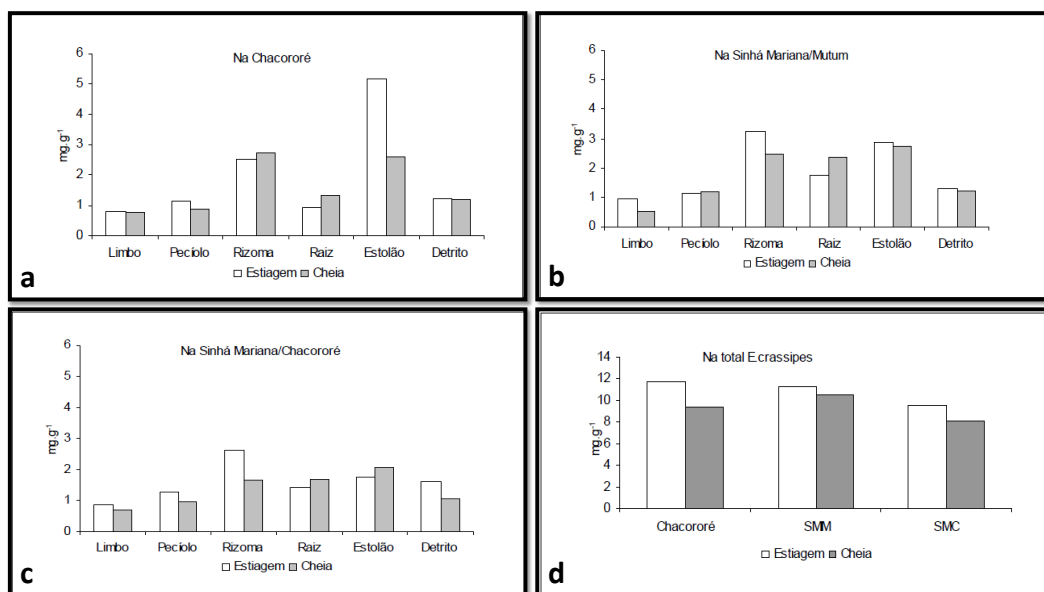 Na Chacororé
6
5
4
3
2
1
0
mg.g⁻¹
Limbo Pecíolo Rizoma Raiz Estolão Detrito
Estiagem Cheia
a
Na Sinhá Mariana/Mutum
6
5
4
3
2
1
0
mg.g⁻¹
Limbo Pecíolo Rizoma Raiz Estolão Detrito
Estiagem Cheia
b
Na Sinhá Mariana/Chacororé
6
5
4
3
2
1
0
mg.g⁻¹
Limbo Pecíolo Rizoma Raiz Estolão Detrito
Estiagem Cheia
c
Na total E.crassipes
14
12
10
8
6
4
2
0
mg.g⁻¹
Chacororé SMM SMC
Estiagem Cheia
d